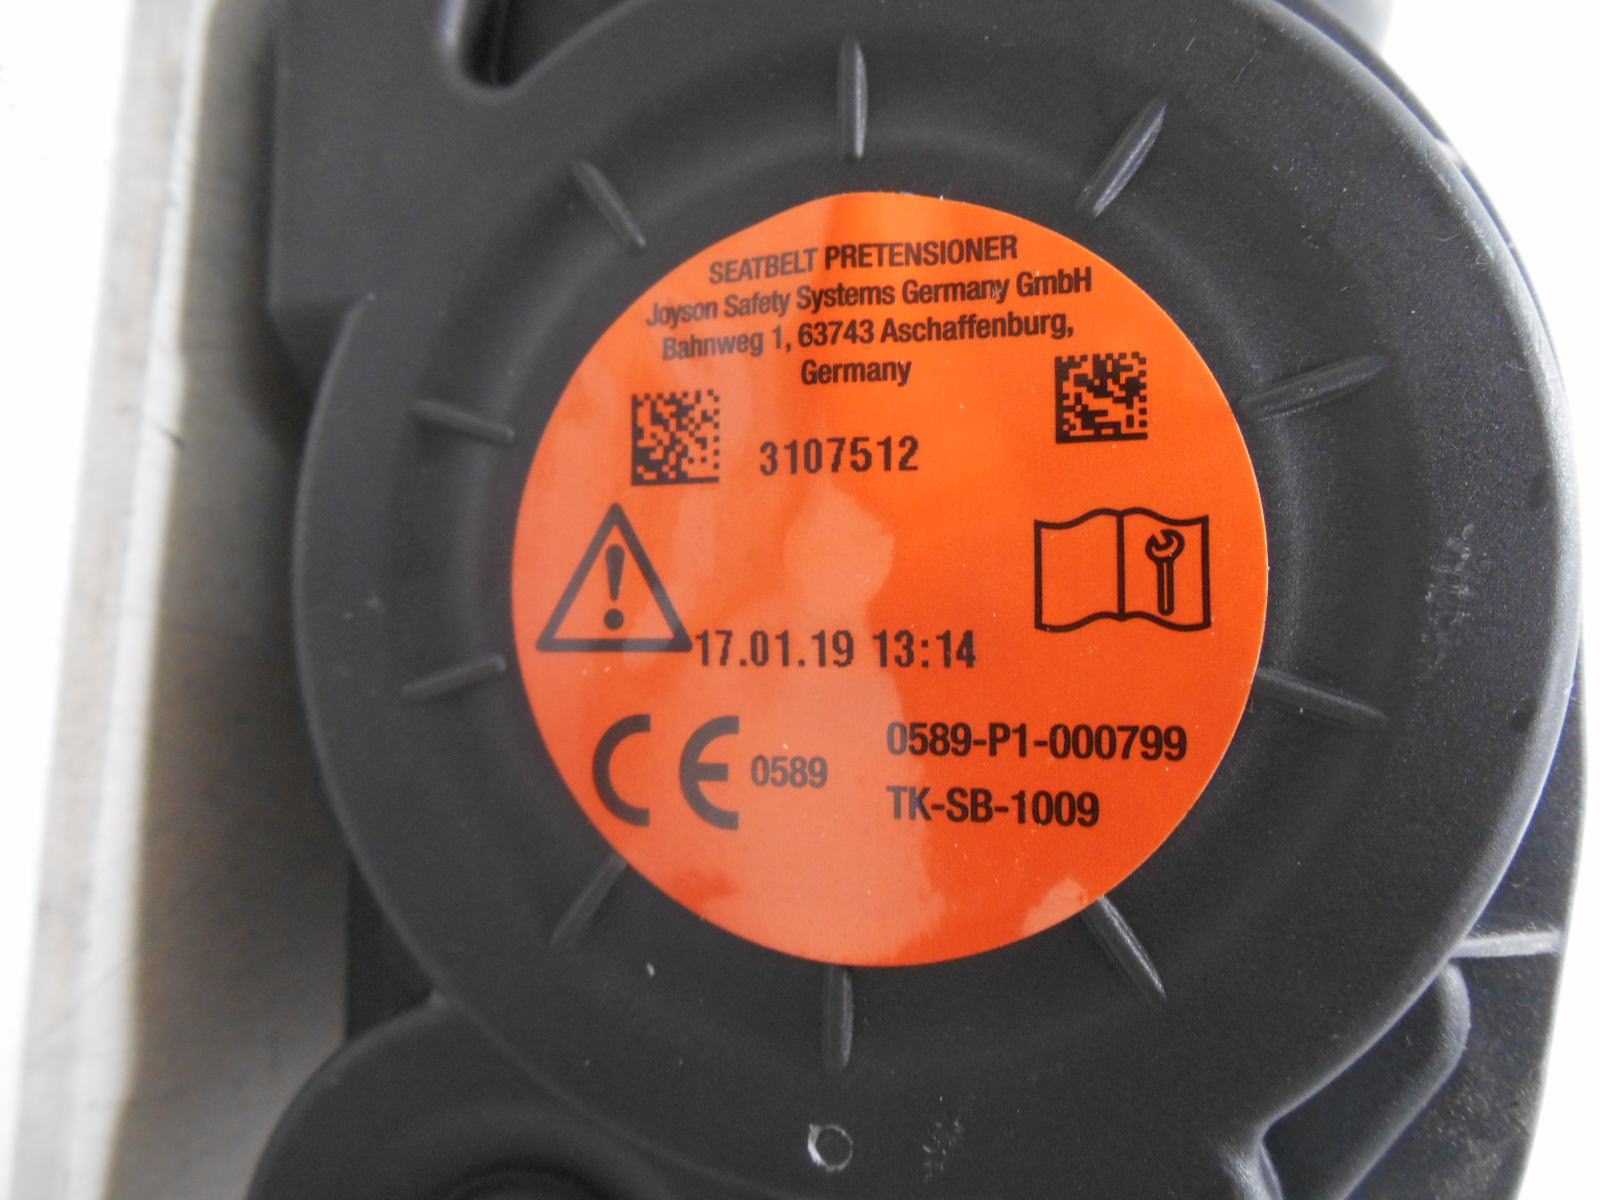 SEATBELT PRETENSIONER
Joyson Safety Systems Germany GmbH
Bahnweg 1, 63743 Aschaffenburg,
Germany
3107512
17.01.19 13:14
CE 0589
0589-P1-000799
TK-SB-1009